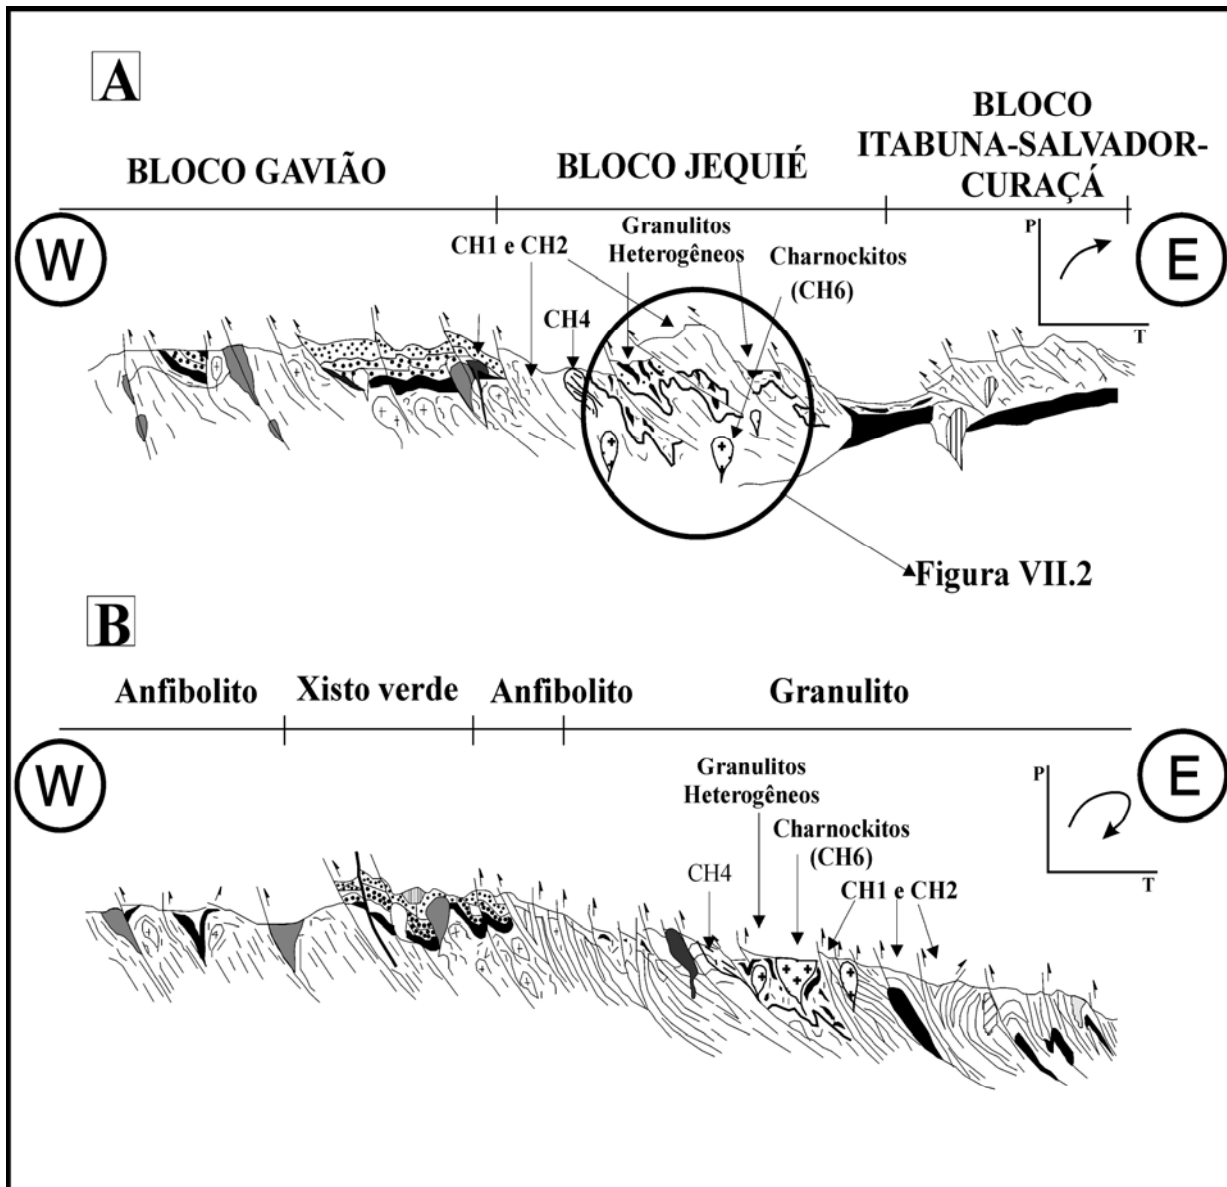 A
BLOCO GAVIÃO
BLOCO JEQUIÉ
BLOCO
ITABUNA-SALVADOR-
CURAÇÁ
W
E
P
T
CH1 e CH2
Granulitos
Heterogêneos
Charnockitos
(CH6)
CH4
Figura VII.2
B
Anfibolito
Xisto verde
Anfibolito
Granulito
W
E
P
T
Granulitos
Heterogêneos
Charnockitos
(CH6)
CH4
CH1 e CH2